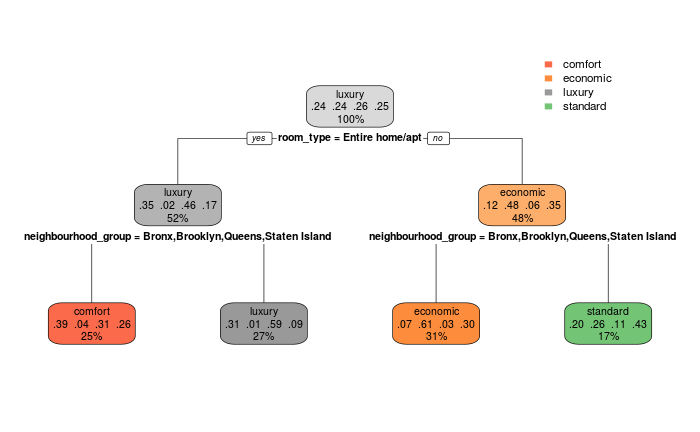 comfort
economic
luxury
standard
luxury
.24 .24 .26 .25
100%
yes room_type = Entire home/apt no
luxury
.35 .02 .46 .17
52%
economic
.12 .48 .06 .35
48%
neighbourhood_group = Bronx,Brooklyn,Queens,Staten Island
neighbourhood_group = Bronx,Brooklyn,Queens,Staten Island
comfort
.39 .04 .31 .26
25%
luxury
.31 .01 .59 .09
27%
economic
.07 .61 .03 .30
31%
standard
.20 .26 .11 .43
17%